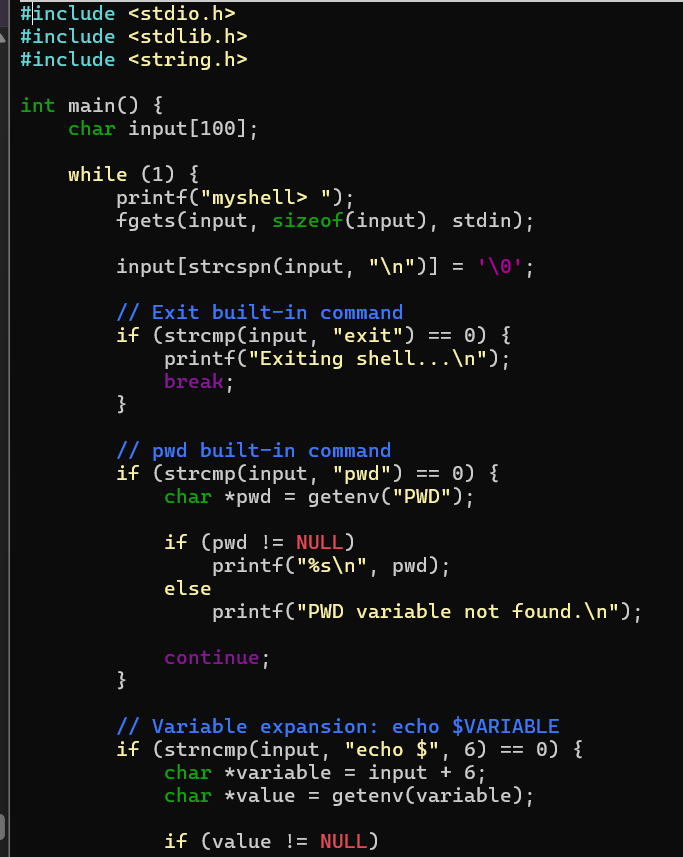 #include <stdio.h>
#include <stdlib.h>
#include <string.h>
int main() {
char input[100];
while (1) {
printf("myshell> ");
fgets(input, sizeof(input), stdin);
input[strcspn(input, "\n")] = '\0';
// Exit built-in command
if (strcmp(input, "exit") == 0) {
printf("Exiting shell...\n");
break;
}
// pwd built-in command
if (strcmp(input, "pwd") == 0) {
char *pwd = getenv("PWD");
if (pwd != NULL)
printf("%s\n", pwd);
else
printf("PWD variable not found.\n");
continue;
}
// Variable expansion: echo $VARIABLE
if (strncmp(input, "echo $", 6) == 0) {
char *variable = input + 6;
char *value = getenv(variable);
if (value != NULL)